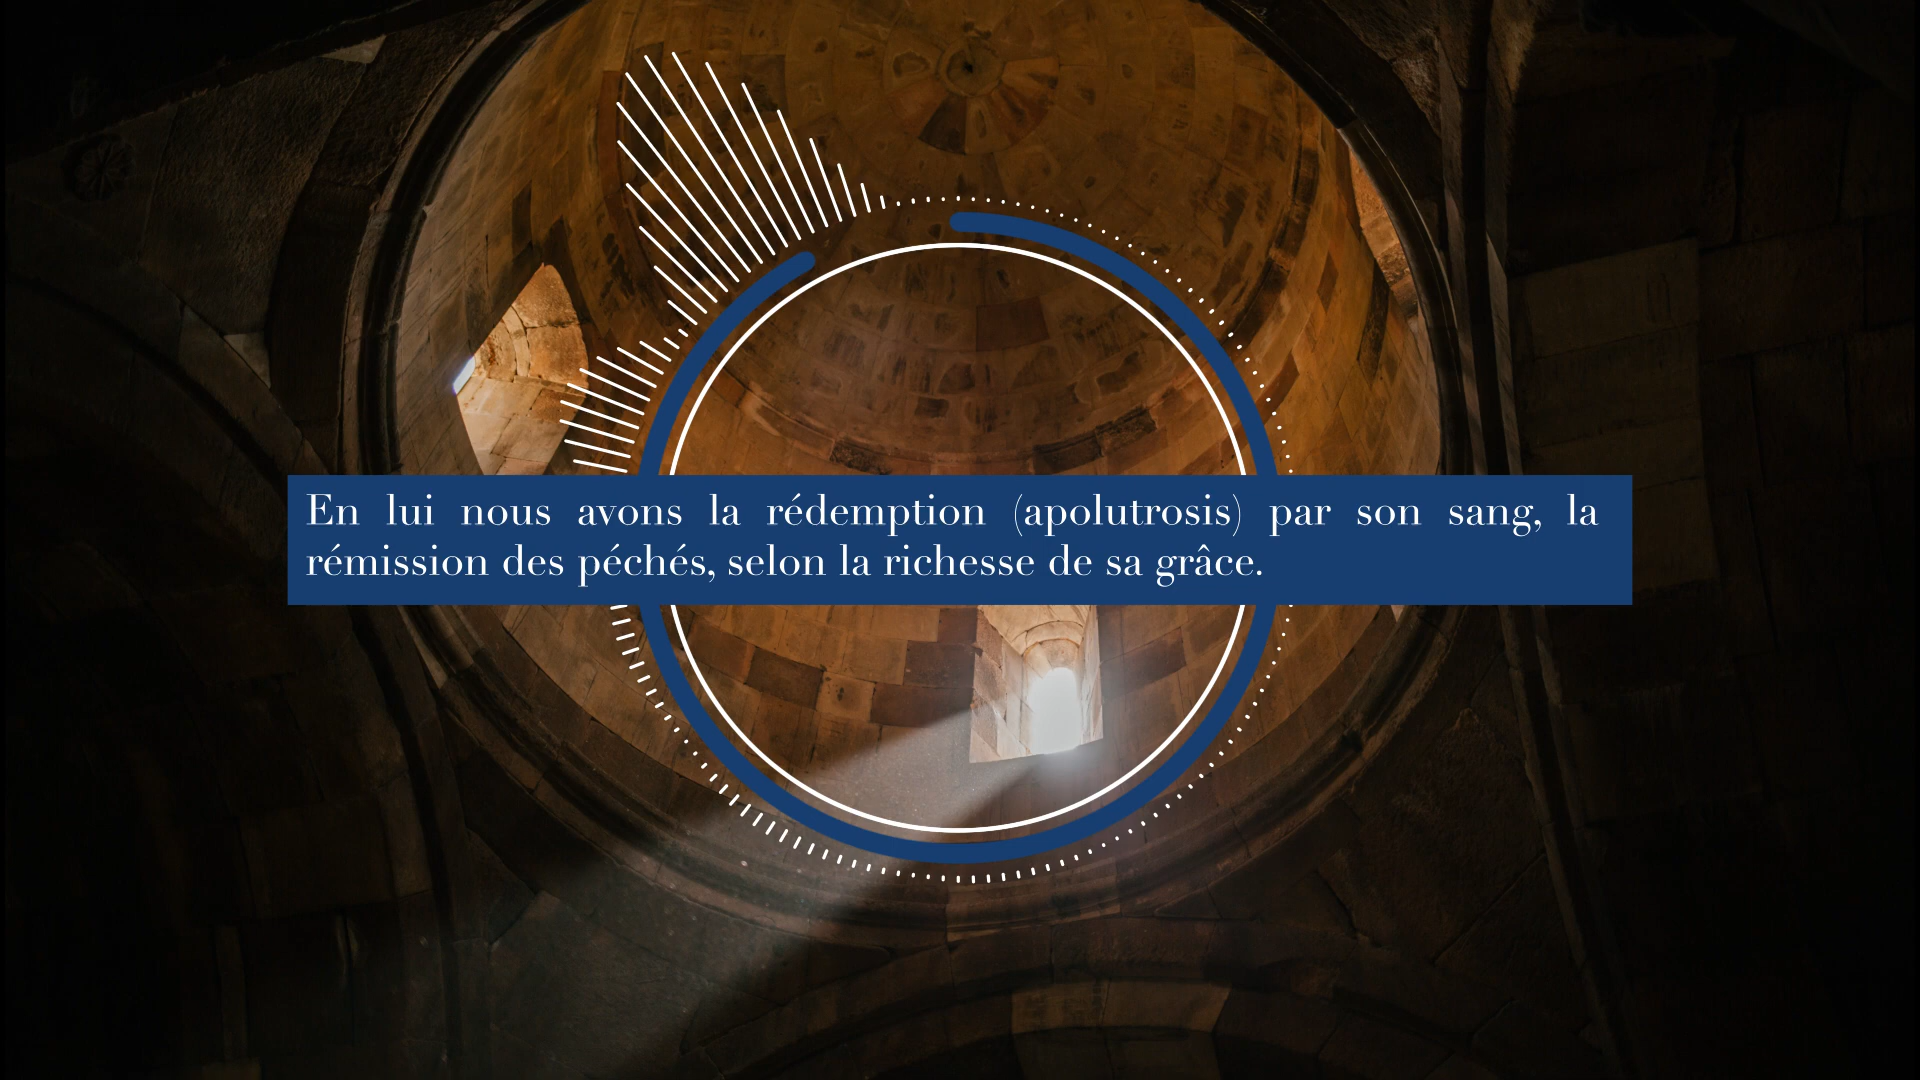 En lui nous avons la rédemption (apolutrosis) par son sang, la
rémission des péchés, selon la richesse de sa grâce.